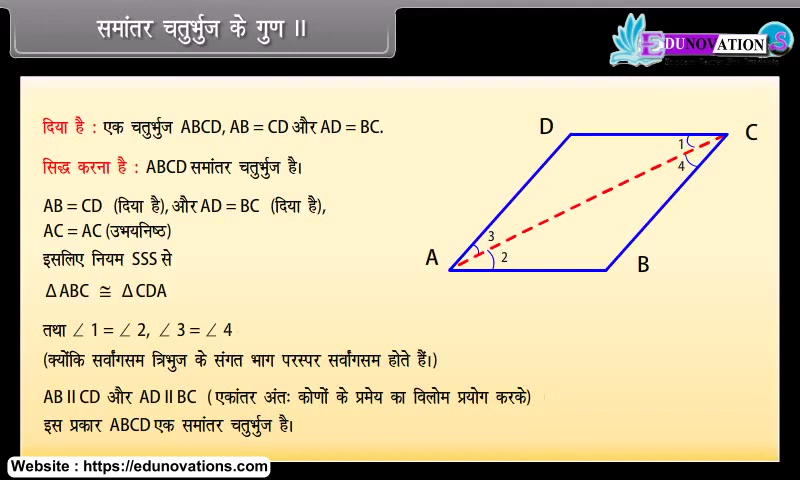 समांतर चतुर्भुज के गुण II
EDUNOVATIONS
दिया है : एक चतुर्भुज ABCD, AB = CD और AD = BC.
सिद्ध करना है : ABCD समांतर चतुर्भुज है।
AB = CD (दिया है), और AD = BC (दिया है),
AC = AC (उभयनिष्ठ)
इसलिए नियम SSS से
Δ ABC ≅ Δ CDA
तथा ∠ 1 = ∠ 2, ∠ 3 = ∠ 4
(क्योंकि सर्वांगसम त्रिभुज के संगत भाग परस्पर सर्वांगसम होते हैं।)
AB II CD और AD II BC ( एकांतर अंतः कोणों के प्रमेय का विलोम प्रयोग करके)
इस प्रकार ABCD एक समांतर चतुर्भुज है।
D
C
1
4
3
A
2
B
Website : https://edunovations.com